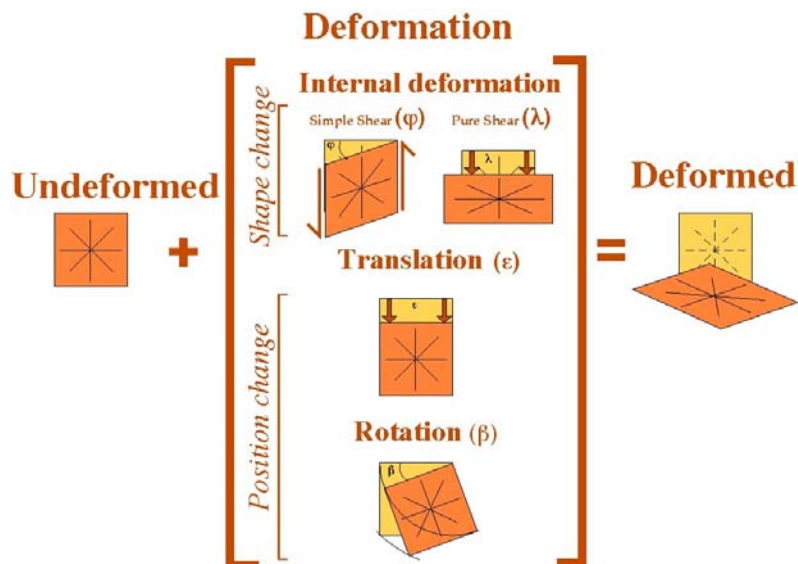 Deformation
Internal deformation
Shape change
Simple Shear (φ)
Pure Shear (λ)
φ
λ
Undeformed
+
=
Deformed
Translation (ε)
ε
Position change
Rotation (β)
β